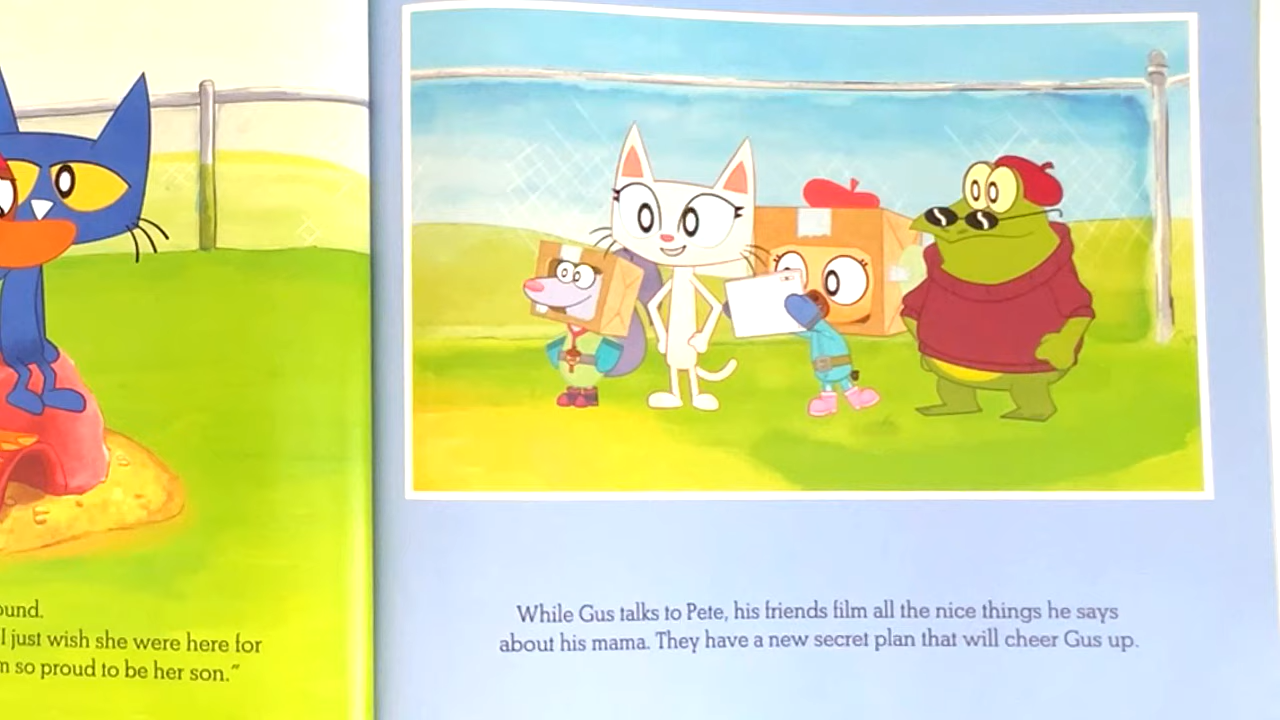 I just wish she were here for
so proud to be her son.”
While Gus talks to Pete, his friends film all the nice things he says
about his mama. They have a new secret plan that will cheer Gus up.